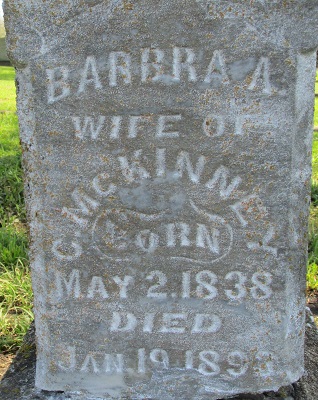 BARBRA A.
WIFE OF
G. McKINNEY
BORN
MAY 2. 1838
DIED
JAN. 19. 1893